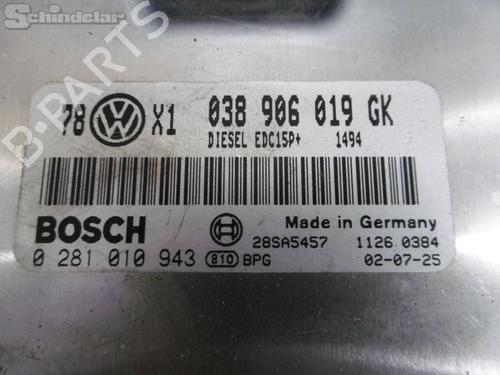 Schindelar
B-PARTS
78 VW X1 038 906 019 GK
DIESEL EDC15P+ 1494
BOSCH Made in Germany
28SA5457 1126 0384
0 281 010 943 810 BPG 02-07-25